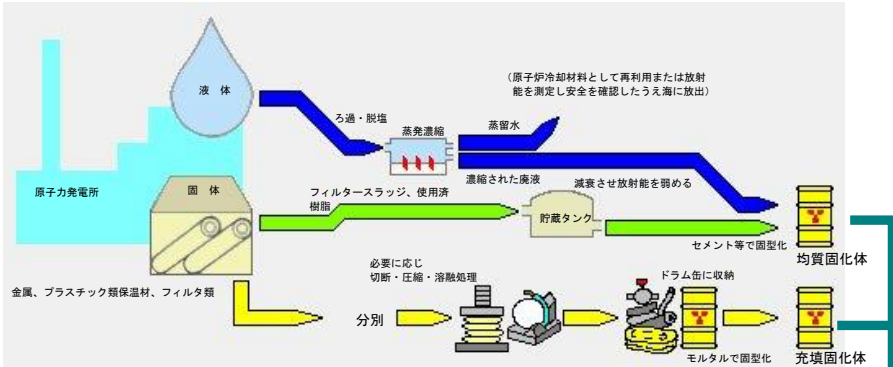 液 体
(原子炉冷却材料として再利用または放射
能を測定し安全を確認したうえ海に放出)
ろ過・脱塩
蒸発濃縮
蒸留水
原子力発電所
固 体
フィルタースラッジ、使用済
樹脂
濃縮された廃液
減衰させ放射能を弱める
貯蔵タンク
セメント等で固型化
均質固化体
金属、プラスチック類保温材、フィルタ類
必要に応じ
切断・圧縮・溶融処理
ドラム缶に収納
分別
モルタルで固型化
充填固化体